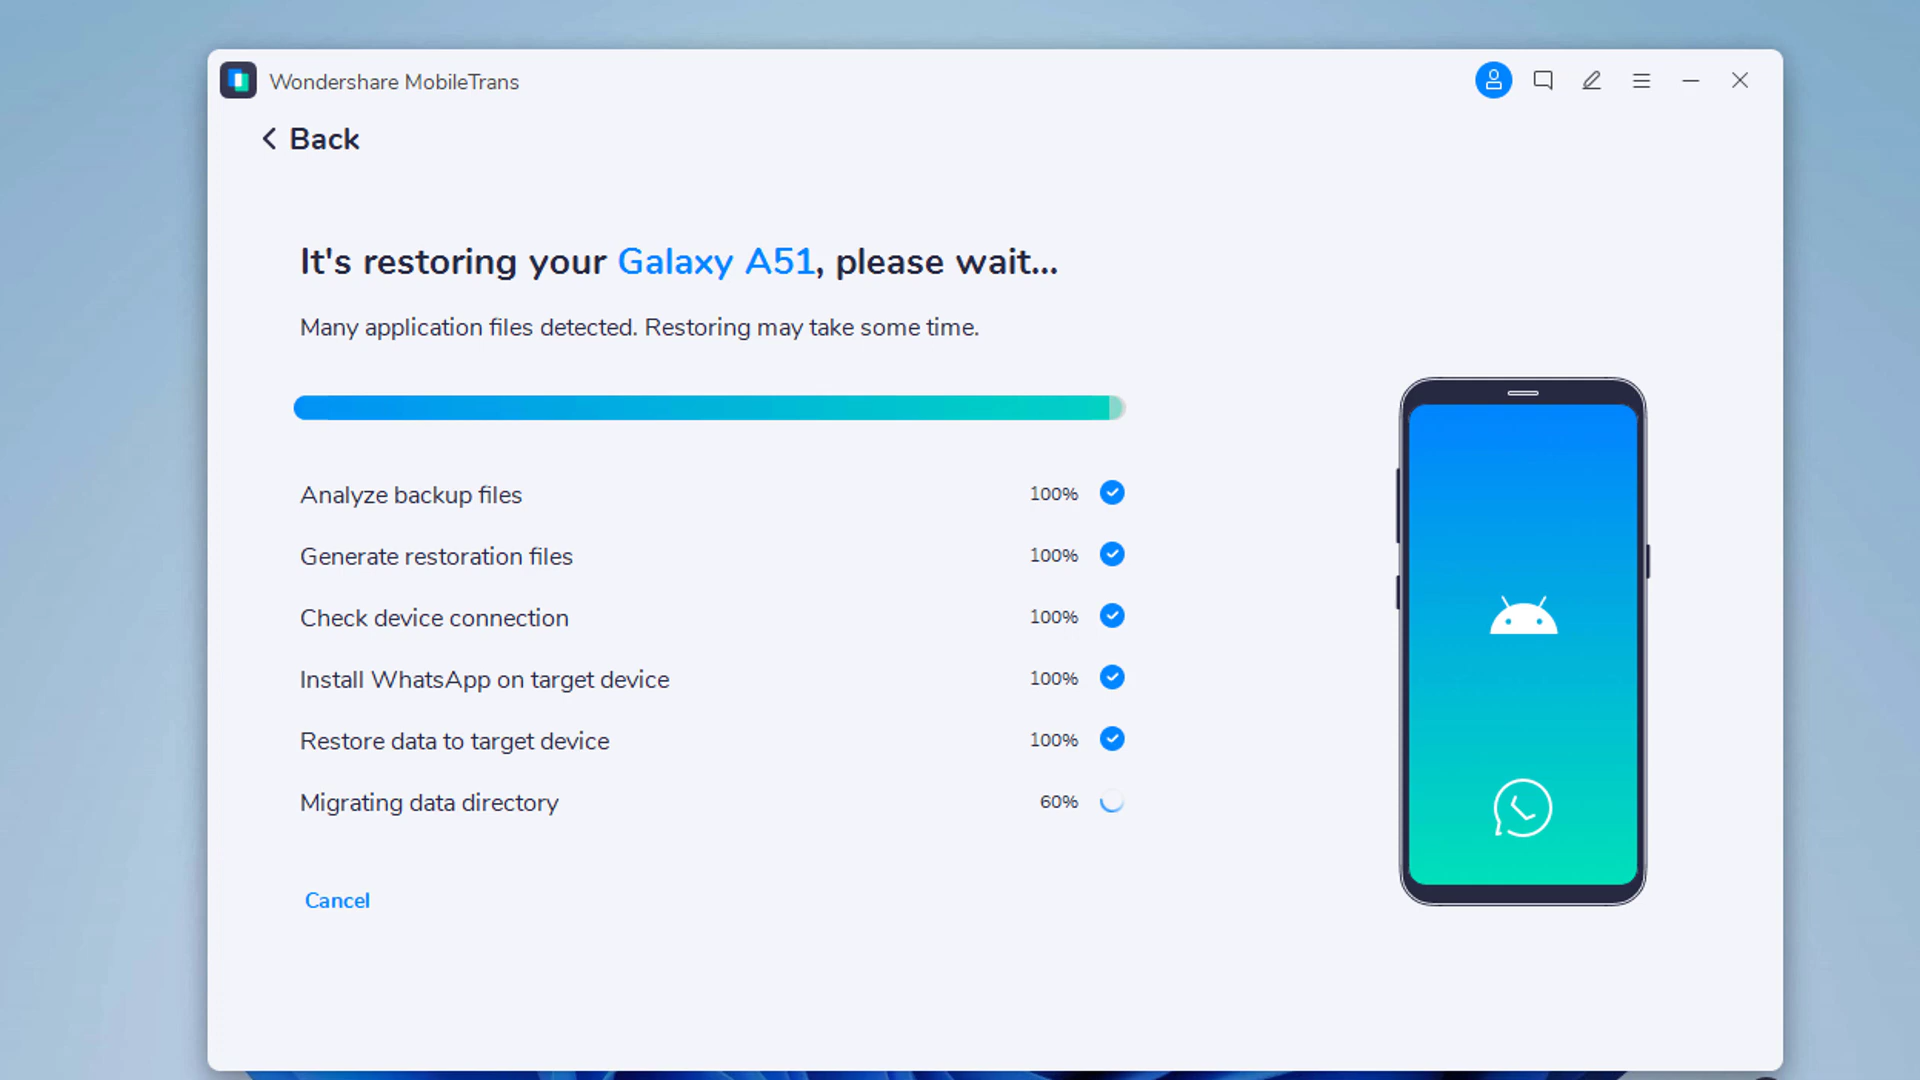 Wondershare MobileTrans
Back
It's restoring your Galaxy A51, please wait...
Many application files detected. Restoring may take some time.
Analyze backup files 100%
Generate restoration files 100%
Check device connection 100%
Install WhatsApp on target device 100%
Restore data to target device 100%
Migrating data directory 60%
Cancel